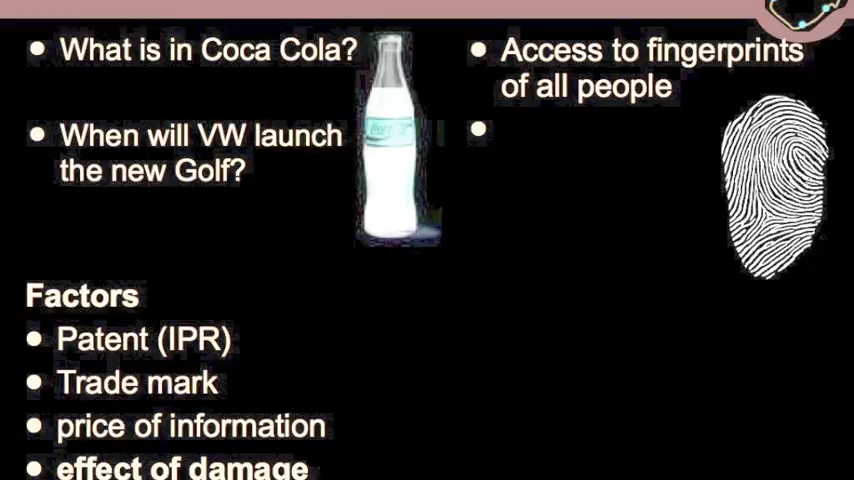 • What is in Coca Cola?
• When will VW launch
the new Golf?
• Access to fingerprints
of all people
•
Factors
• Patent (IPR)
• Trade mark
• price of information
• effect of damage